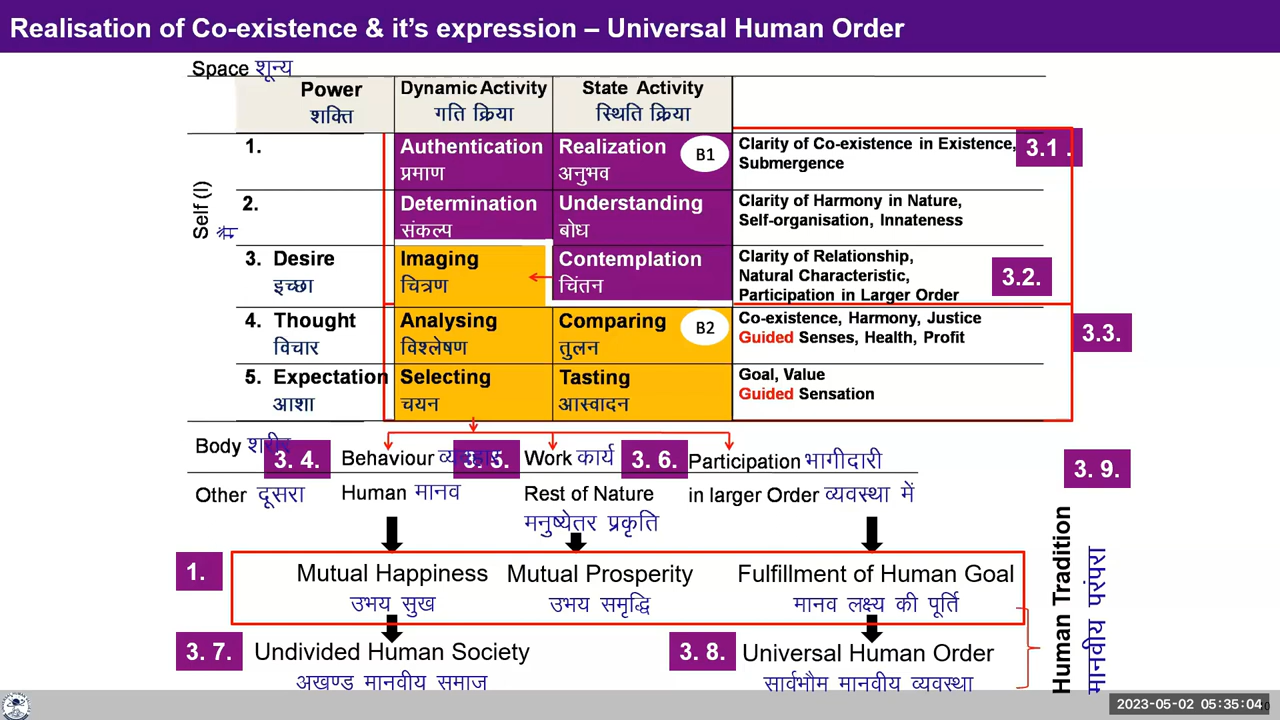 Realisation of Co-existence & it's expression – Universal Human Order
Space शून्य
Power Dynamic Activity State Activity
शक्ति गति क्रिया स्थिति क्रिया
Self (I)
मैं
1. Authentication Realization B1 Clarity of Co-existence in Existence, 3.1 .
प्रमाण अनुभव Submergence
2. Determination Understanding Clarity of Harmony in Nature,
संकल्प बोध Self-organisation, Innateness
3. Desire Imaging Contemplation Clarity of Relationship,
इच्छा चित्रण चिंतन Natural Characteristic, 3.2.
Participation in Larger Order
4. Thought Analysing Comparing B2 Co-existence, Harmony, Justice 3.3.
विचार विश्लेषण तुलन Guided Senses, Health, Profit
5. Expectation Selecting Tasting Goal, Value
आशा चयन आस्वादन Guided Sensation
Body शरीर 3. 4. Behaviour व्यवहार 3. 5. Work कार्य 3. 6. Participation भागीदारी 3. 9.
Other दूसरा Human मानव Rest of Nature in larger Order व्यवस्था में
मनुष्येतर प्रकृति
1. Mutual Happiness Mutual Prosperity Fulfillment of Human Goal
उभय सुख उभय समृद्धि मानव लक्ष्य की पूर्ति
3. 7. Undivided Human Society 3. 8. Universal Human Order
अखण्ड मानवीय समाज सार्वभौम मानवीय व्यवस्था
Human Tradition
मानवीय परंपरा
2023-05-02 05:35:04